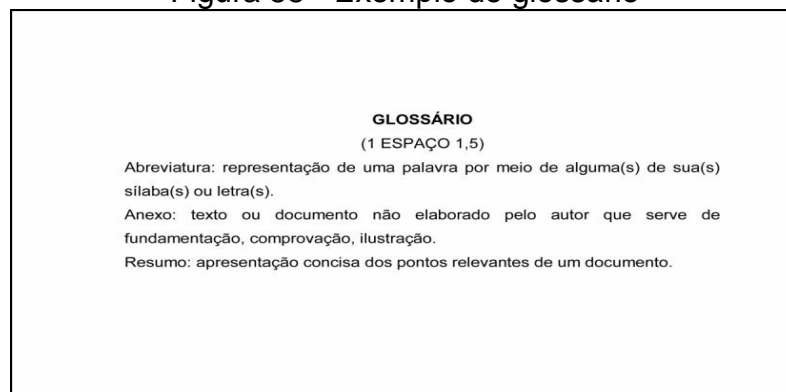 Figura - Exemplo de glossário
GLOSSÁRIO
(1 ESPAÇO 1,5)
Abreviatura: representação de uma palavra por meio de alguma(s) de sua(s)
sílaba(s) ou letra(s).
Anexo: texto ou documento não elaborado pelo autor que serve de
fundamentação, comprovação, ilustração.
Resumo: apresentação concisa dos pontos relevantes de um documento.